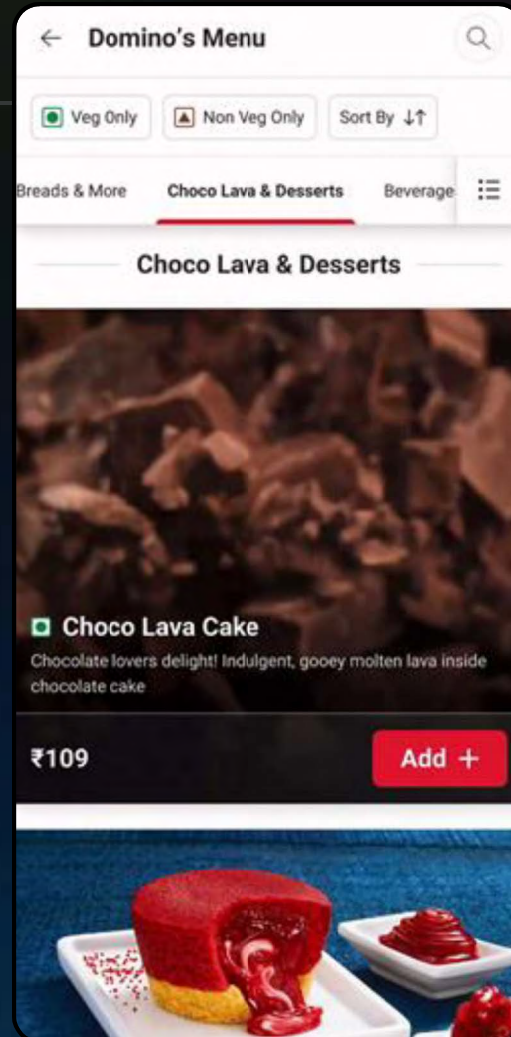 Domino's Menu
Veg Only
Non Veg Only
Sort By ↓↑
Breads & More
Choco Lava & Desserts
Beverage
Choco Lava & Desserts
Choco Lava Cake
Chocolate lovers delight! Indulgent, gooey molten lava inside
chocolate cake
₹109
Add +